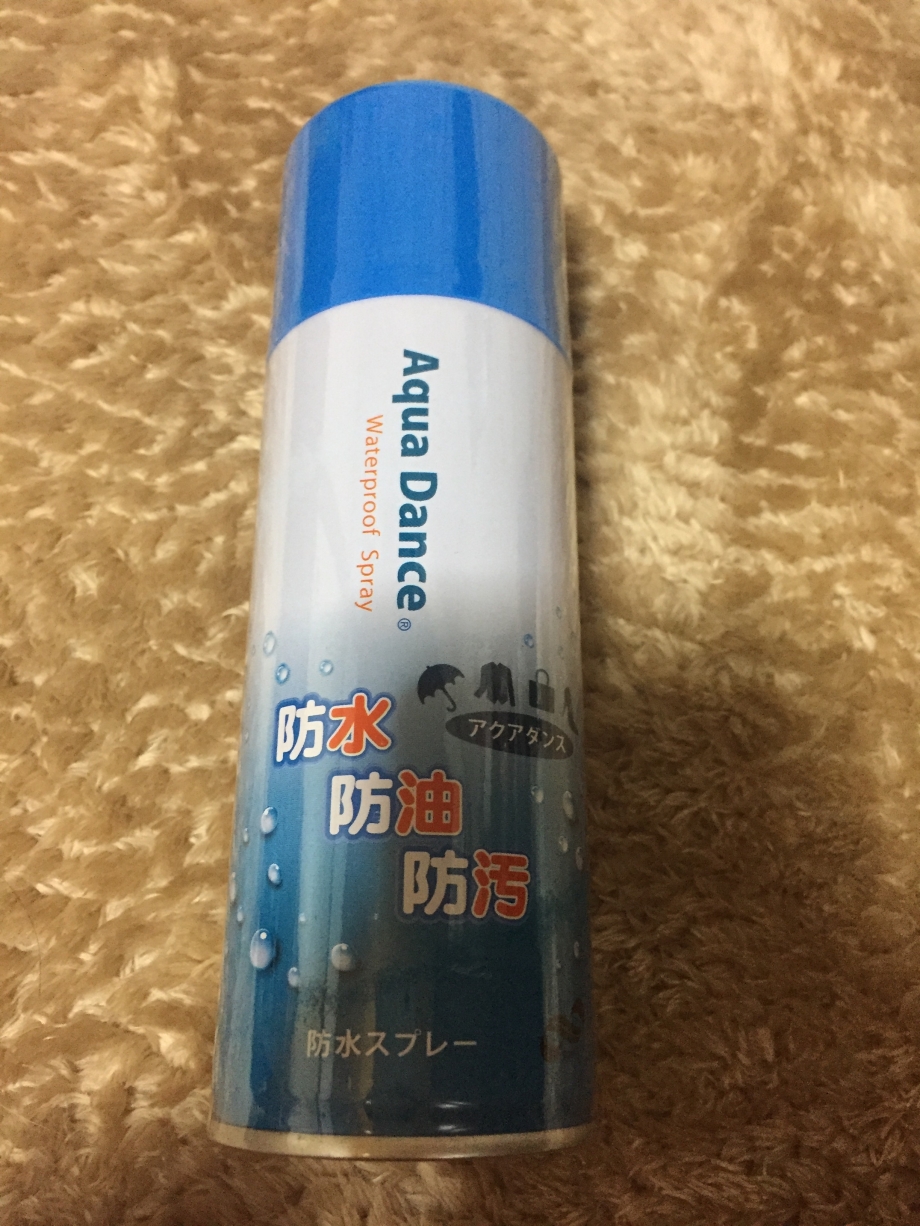 Aqua Dance®
Waterproof Spray
アクアダンス
防水
防油
防汚
防水スプレー